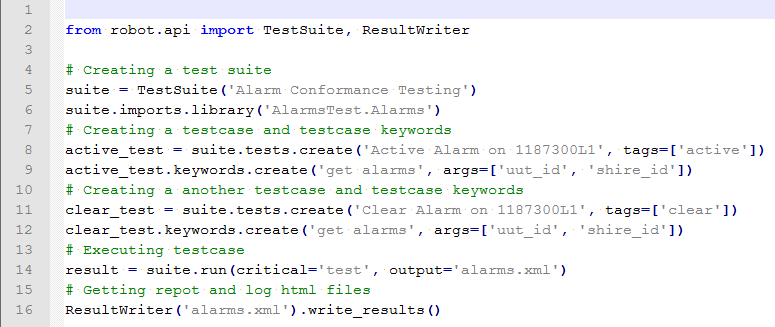 1
2 from robot.api import TestSuite, ResultWriter
3
4 # Creating a test suite
5 suite = TestSuite('Alarm Conformance Testing')
6 suite.imports.library('AlarmsTest.Alarms')
7 # Creating a testcase and testcase keywords
8 active_test = suite.tests.create('Active Alarm on 1187300L1', tags=['active'])
9 active_test.keywords.create('get alarms', args=['uut_id', 'shire_id'])
10 # Creating a another testcase and testcase keywords
11 clear_test = suite.tests.create('Clear Alarm on 1187300L1', tags=['clear'])
12 clear_test.keywords.create('get alarms', args=['uut_id', 'shire_id'])
13 # Executing testcase
14 result = suite.run(critical='test', output='alarms.xml')
15 # Getting repot and log html files
16 ResultWriter('alarms.xml').write_results()